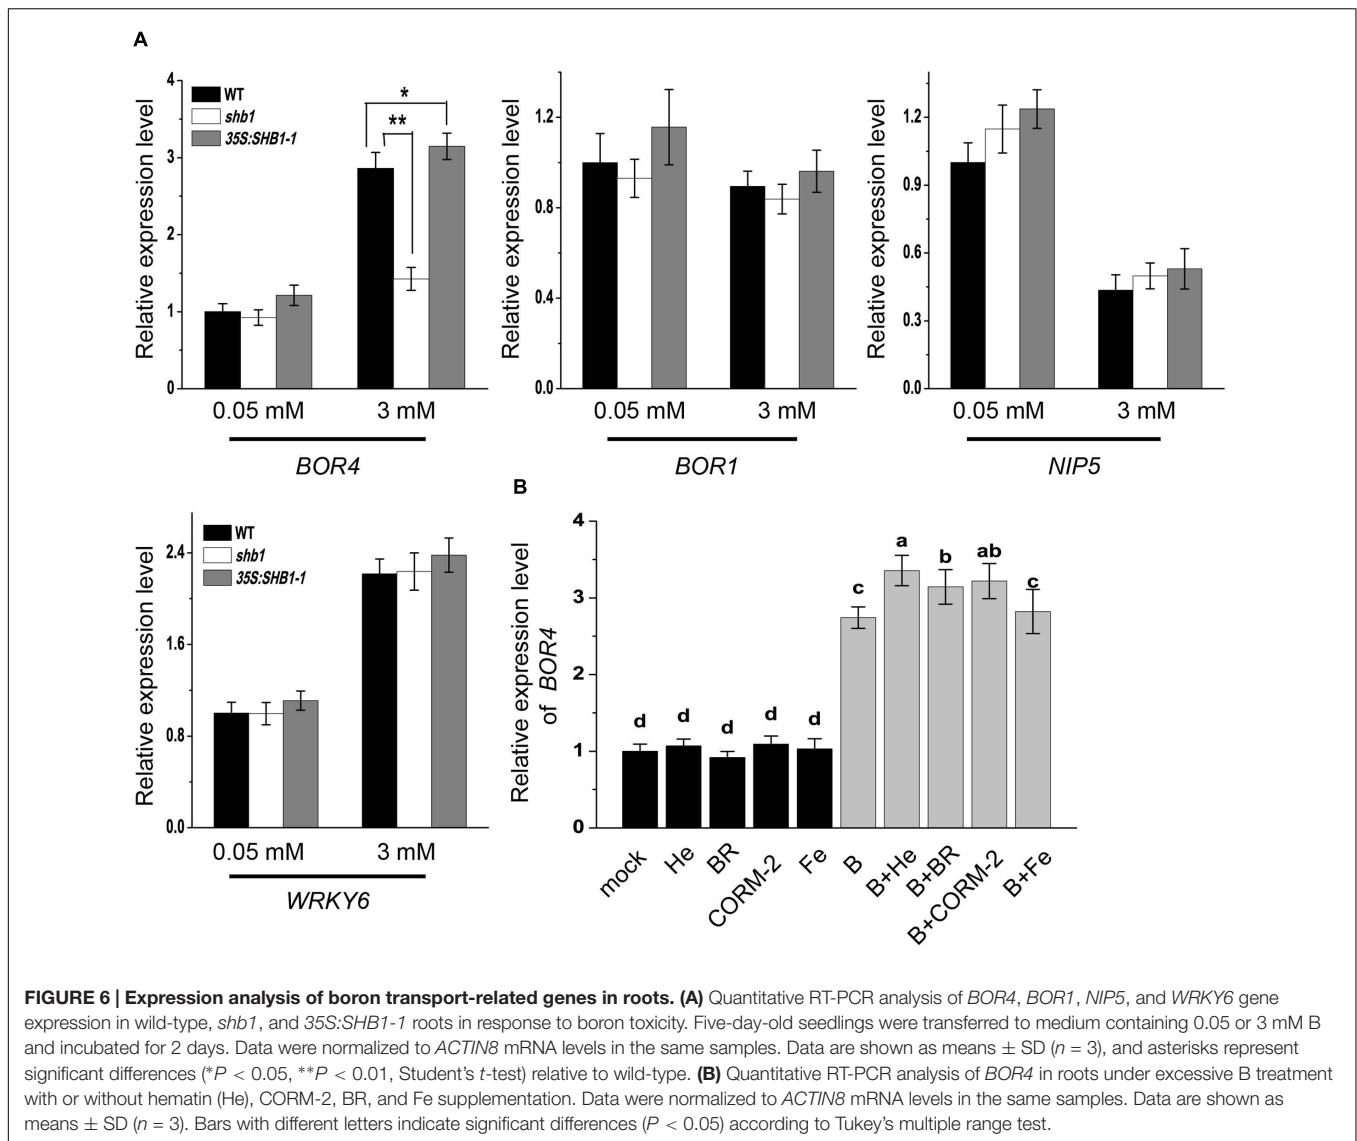 A
Relative expression level
4
3
2
1
0
WT
shb1
35S:SHB1-1
*
**
0.05 mM
3 mM
BOR4
Relative expression level
1.2
0.8
0.4
0.0
0.05 mM
3 mM
BOR1
Relative expression level
1.2
0.9
0.6
0.3
0.0
0.05 mM
3 mM
NIP5
Relative expression level
2.4
1.6
0.8
0.0
WT
shb1
35S:SHB1-1
0.05 mM
3 mM
WRKY6
B
Relative expression level
of BOR4
4
3
2
1
0
d
d
d
d
d
c
a
b
ab
c
mock
He
BR
CORM-2
Fe
B
B+He
B+BR
B+CORM-2
B+Fe
FIGURE 6 | Expression analysis of boron transport-related genes in roots. (A) Quantitative RT-PCR analysis of BOR4, BOR1, NIP5, and WRKY6 gene
expression in wild-type, shb1, and 35S:SHB1-1 roots in response to boron toxicity. Five-day-old seedlings were transferred to medium containing 0.05 or 3 mM B
and incubated for 2 days. Data were normalized to ACTIN8 mRNA levels in the same samples. Data are shown as means ± SD (n = 3), and asterisks represent
significant differences (*P < 0.05, **P < 0.01, Student's t-test) relative to wild-type. (B) Quantitative RT-PCR analysis of BOR4 in roots under excessive B treatment
with or without hematin (He), CORM-2, BR, and Fe supplementation. Data were normalized to ACTIN8 mRNA levels in the same samples. Data are shown as
means ± SD (n = 3). Bars with different letters indicate significant differences (P < 0.05) according to Tukey's multiple range test.